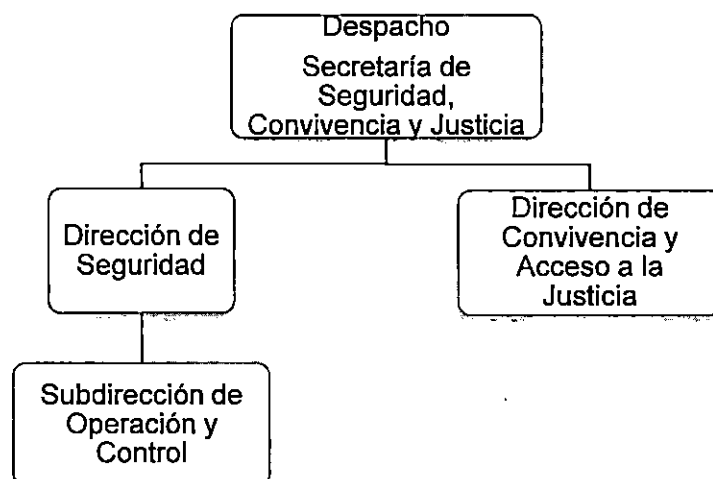 Despacho
Secretaría de
Seguridad,
Convivencia y Justicia
Dirección de
Seguridad
Dirección de
Convivencia y
Acceso a la
Justicia
Subdirección de
Operación y
Control